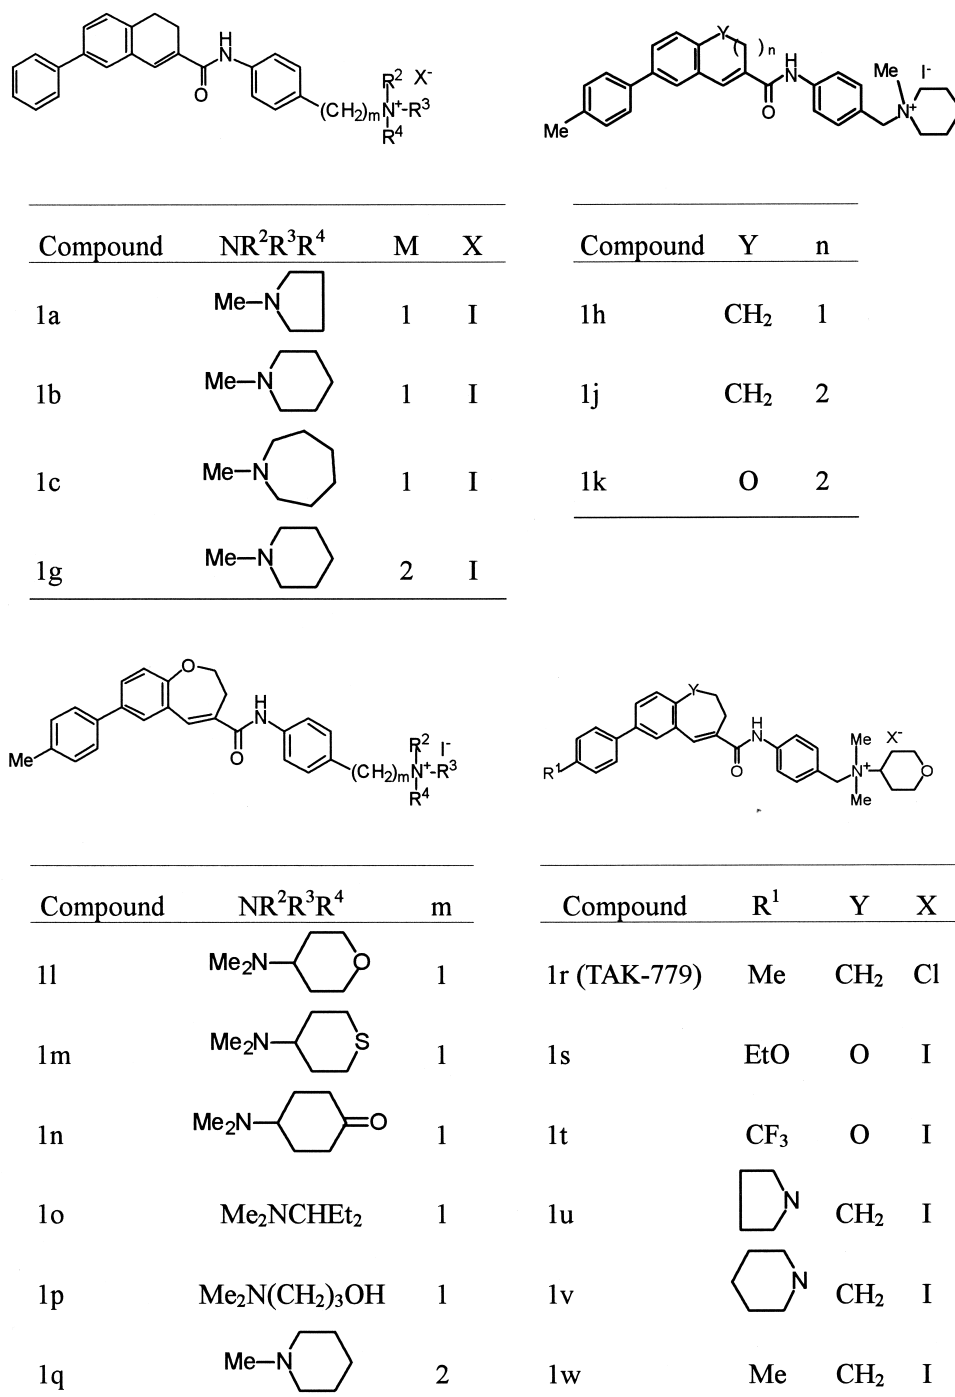 H
N
O
R² X⁻
(CH₂)ₘN⁺-R³
R⁴
Compound NR²R³R⁴ M X
1a Me-N 1 I
1b Me-N 1 I
1c Me-N 1 I
1g Me-N 2 I
Y
( )n
H
N
O
Me I⁻
N⁺
Me
Compound Y n
1h CH₂ 1
1j CH₂ 2
1k O 2
O
H
N
O
Me
R² I⁻
(CH₂)ₘN⁺-R³
R⁴
Compound NR²R³R⁴ m
1l Me₂N O 1
1m Me₂N S 1
1n Me₂N =O 1
1o Me₂NCHEt₂ 1
1p Me₂N(CH₂)₃OH 1
1q Me-N 2
Y
H
N
O
R¹
Me X⁻
N⁺ O
Me
Compound R¹ Y X
1r (TAK-779) Me CH₂ Cl
1s EtO O I
1t CF₃ O I
1u N CH₂ I
1v N CH₂ I
1w Me CH₂ I